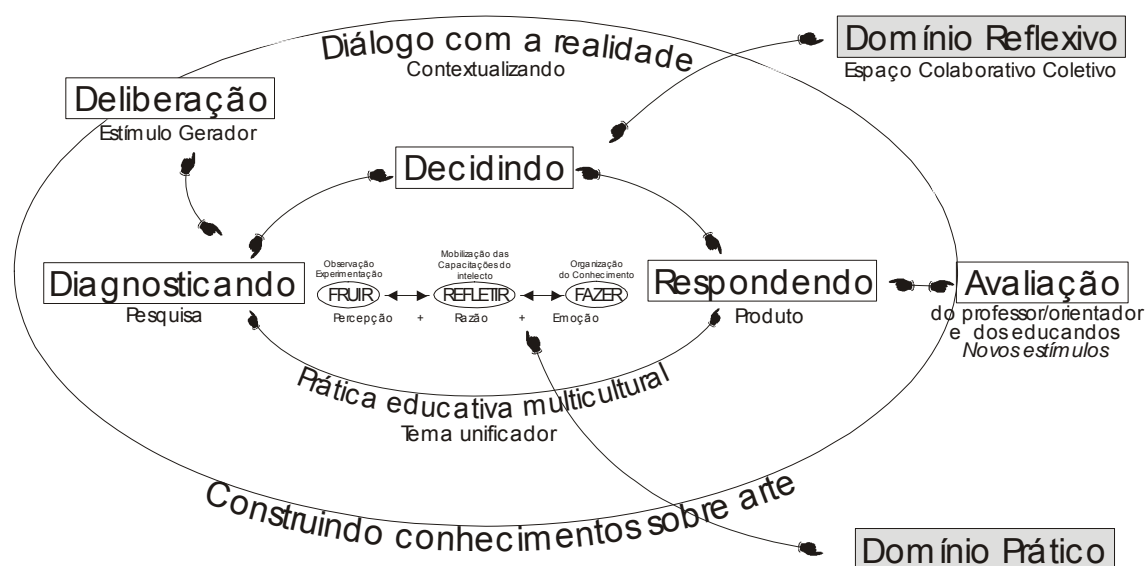 Diálogo com a realidade
Contextualizando
Domínio Reflexivo
Espaço Colaborativo Coletivo
Deliberação
Estímulo Gerador
Decidindo
Diagnosticando
Pesquisa
Observação
Experimentação
FRUIR
Mobilização das
Capacitações do
intelecto
REFLETIR
Organização
do Conhecimento
FAZER
Percepção + Razão + Emoção
Respondendo
Produto
Avaliação
do professor/orientador
e dos educandos
Novos estímulos
Prática educativa multicultural
Tema unificador
Construindo conhecimentos sobre arte
Domínio Prático